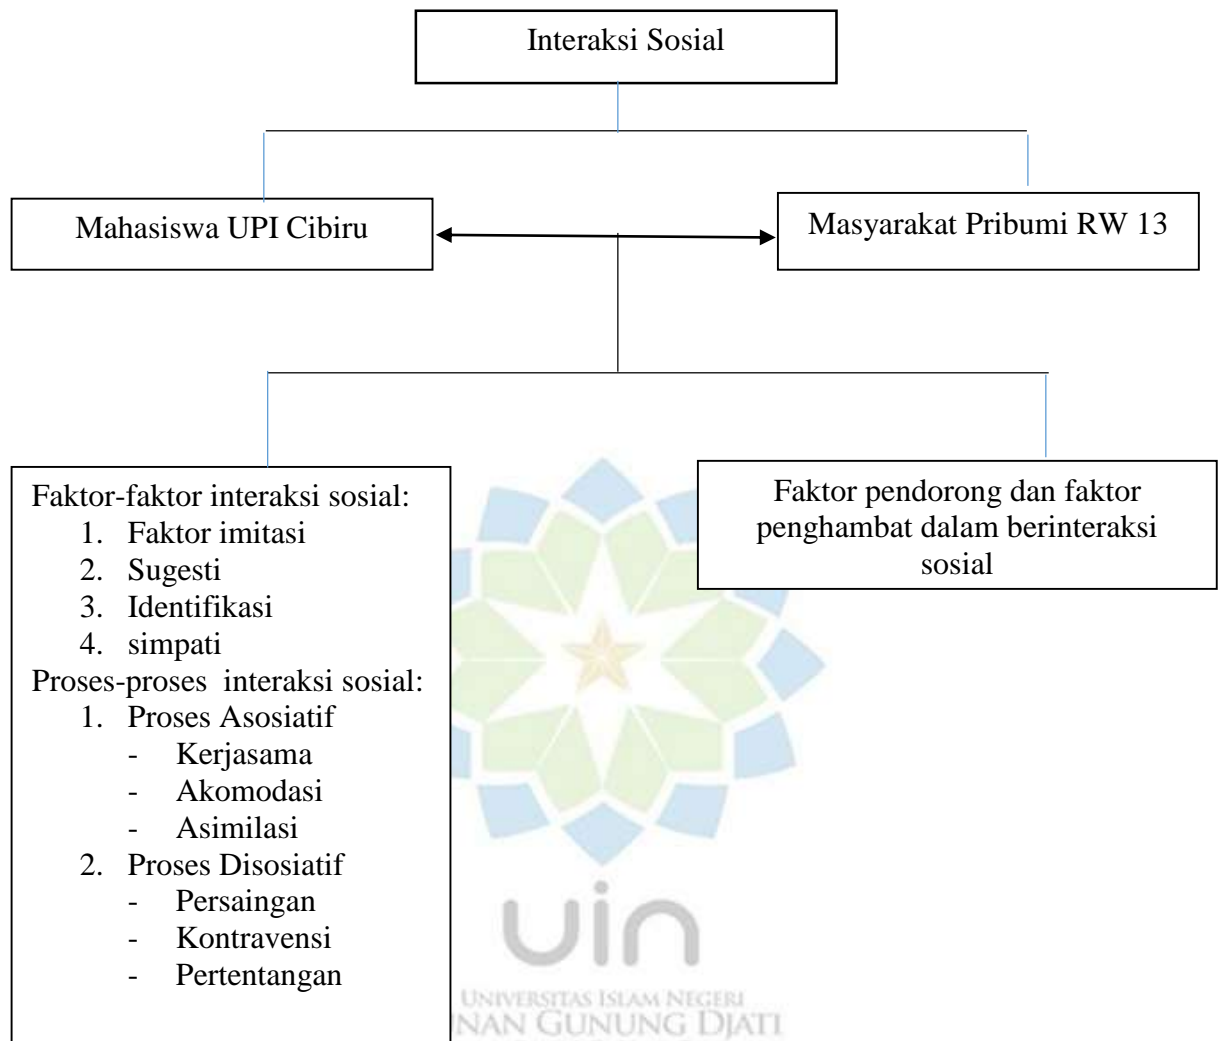 Interaksi Sosial
Mahasiswa UPI Cibiru
Masyarakat Pribumi RW 13
Faktor-faktor interaksi sosial:
1. Faktor imitasi
2. Sugesti
3. Identifikasi
4. simpati
Proses-proses interaksi sosial:
1. Proses Asosiatif
- Kerjasama
- Akomodasi
- Asimilasi
2. Proses Disosiatif
- Persaingan
- Kontravensi
- Pertentangan
Faktor pendorong dan faktor
penghambat dalam berinteraksi
sosial
uin
UNIVERSITAS ISLAM NEGERI
GUNUNG DJATI